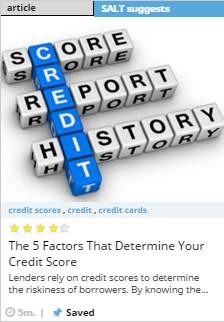 article
SALT suggests
SCORE
CREDIT
REPORT
HISTORY
credit scores , credit , credit cards
The 5 Factors That Determine Your
Credit Score
Lenders rely on credit scores to determine
the riskiness of borrowers. By knowing the...
5m. | Saved